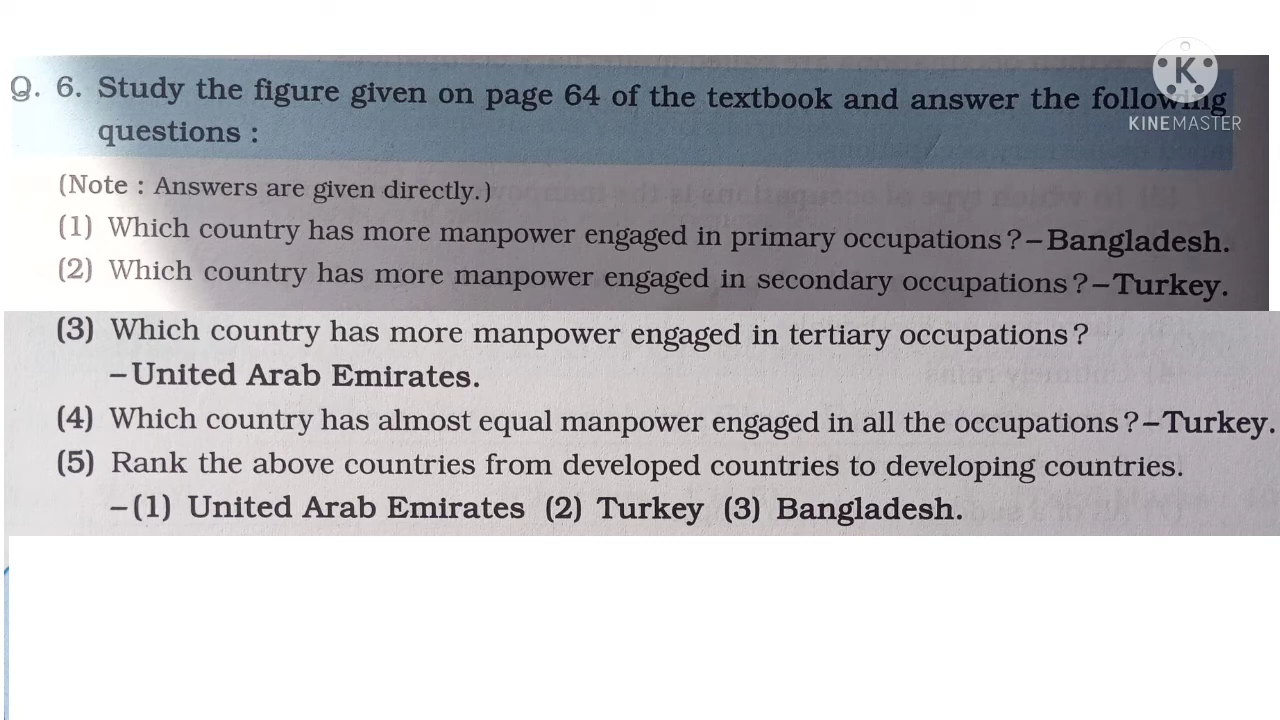 Q. 6. Study the figure given on page 64 of the textbook and answer the following
questions :
K
KINEMASTER
(Note : Answers are given directly.)
(1) Which country has more manpower engaged in primary occupations?–Bangladesh.
(2) Which country has more manpower engaged in secondary occupations?–Turkey.
(3) Which country has more manpower engaged in tertiary occupations?
–United Arab Emirates.
(4) Which country has almost equal manpower engaged in all the occupations?–Turkey.
(5) Rank the above countries from developed countries to developing countries.
–(1) United Arab Emirates (2) Turkey (3) Bangladesh.